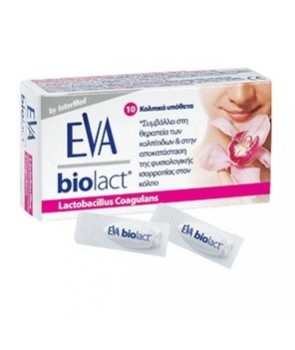 by InterMed
EVA
biolact®
Lactobacillus Coagulans
10 Κολπικά υπόθετα
*Συμβάλλει στη
θεραπεία των
κολπίτιδων & στην
αποκατάσταση
της φυσιολογικής
ισορροπίας στον
κόλπο
EVA biolact
EVA biolact